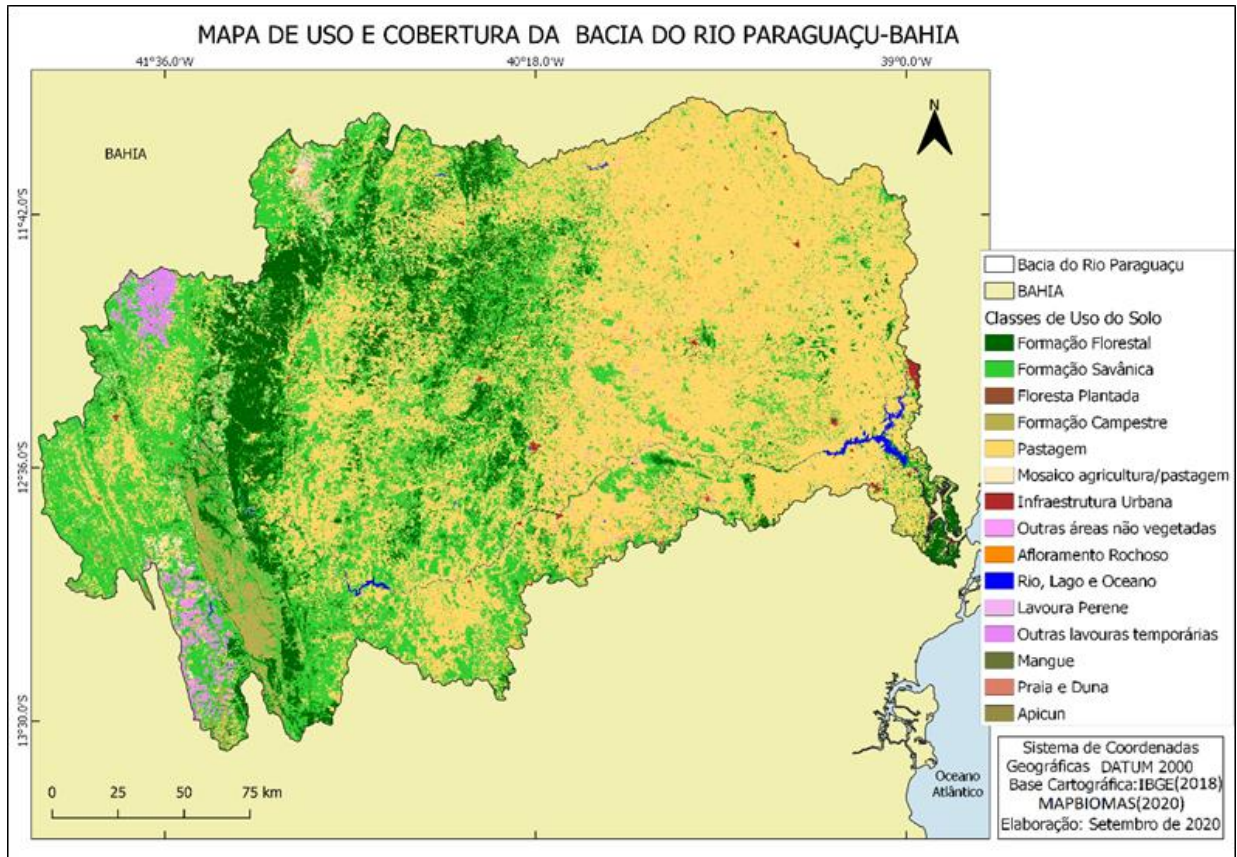 MAPA DE USO E COBERTURA DA BACIA DO RIO PARAGUAÇU-BAHIA
41°36.0'W
40°18.0'W
39°0.0'W
BAHIA
N
11°42.0'S
12°36.0'S
13°30.0'S
Bacia do Rio Paraguaçu
BAHIA
Classes de Uso do Solo
Formação Florestal
Formação Savânica
Floresta Plantada
Formação Campestre
Pastagem
Mosaico agricultura/pastagem
Infraestrutura Urbana
Outras áreas não vegetadas
Afloramento Rochoso
Rio, Lago e Oceano
Lavoura Perene
Outras lavouras temporárias
Mangue
Praia e Duna
Apicun
0 25 50 75 km
Oceano
Atlântico
Sistema de Coordenadas
Geográficas DATUM 2000
Base Cartográfica:IBGE(2018)
MAPBIOMAS(2020)
Elaboração: Setembro de 2020